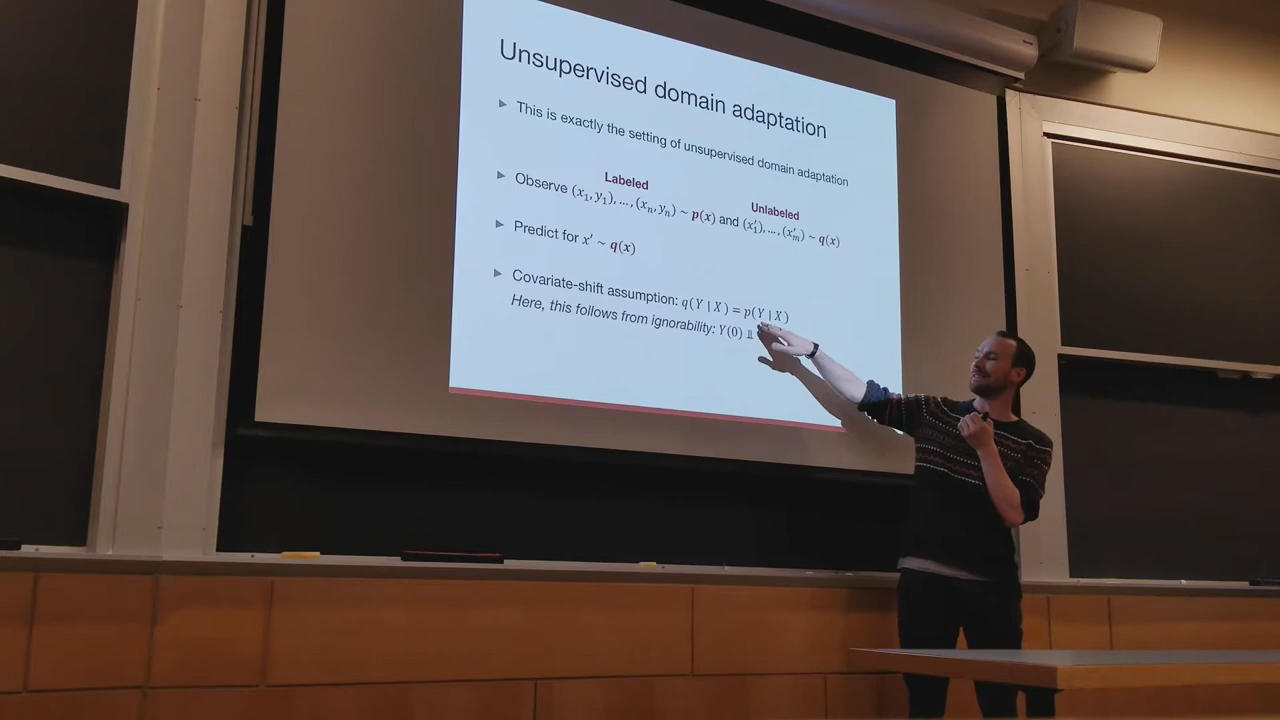 Unsupervised domain adaptation
▶ This is exactly the setting of unsupervised domain adaptation
Labeled Unlabeled
▶ Observe (x₁, y₁), …, (xₙ, yₙ) ~ p(x) and (x′₁), …, (x′ₘ) ~ q(x)
▶ Predict for x′ ~ q(x)
▶ Covariate-shift assumption: q(Y | X) = p(Y | X)
Here, this follows from ignorability: Y(0) ⫫